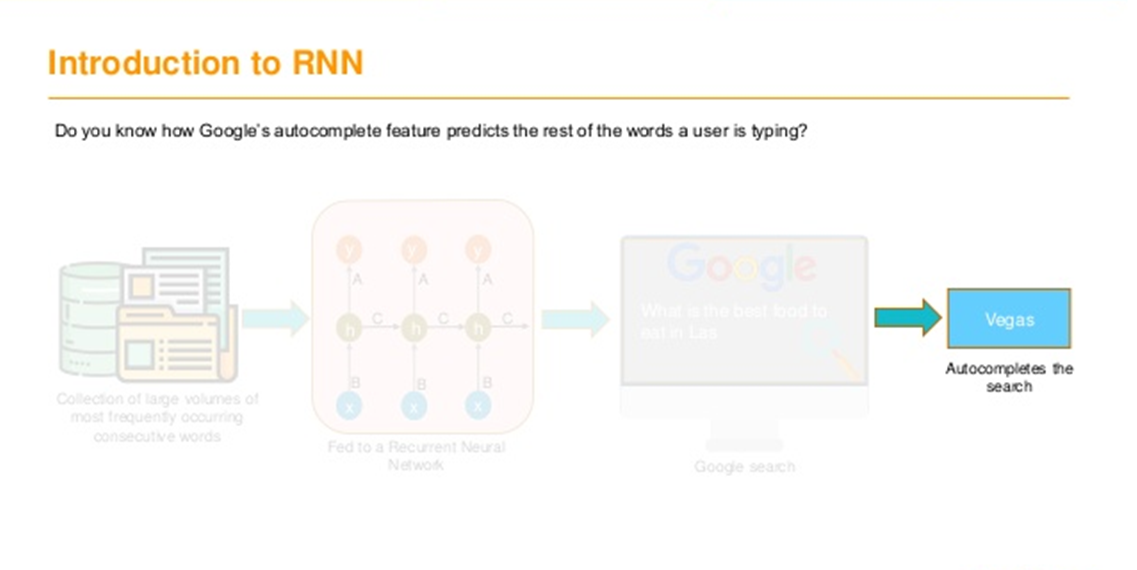 Introduction to RNN
Do you know how Google's autocomplete feature predicts the rest of the words a user is typing?
Collection of large volumes of
most frequently occurring
consecutive words
y y y
A A A
h C h C h C
B B B
x x x
Fed to a Recurrent Neural
Network
Google
What is the best food to
eat in Las
Google search
Vegas
Autocompletes the
search